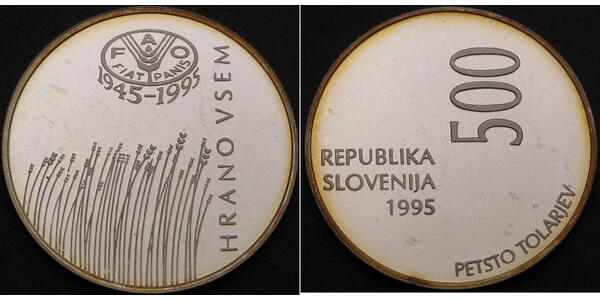 F A O
FIAT PANIS
1945-1995
HRANO VSEM
500
REPUBLIKA
SLOVENIJA
1995
PETSTO TOLARJEV